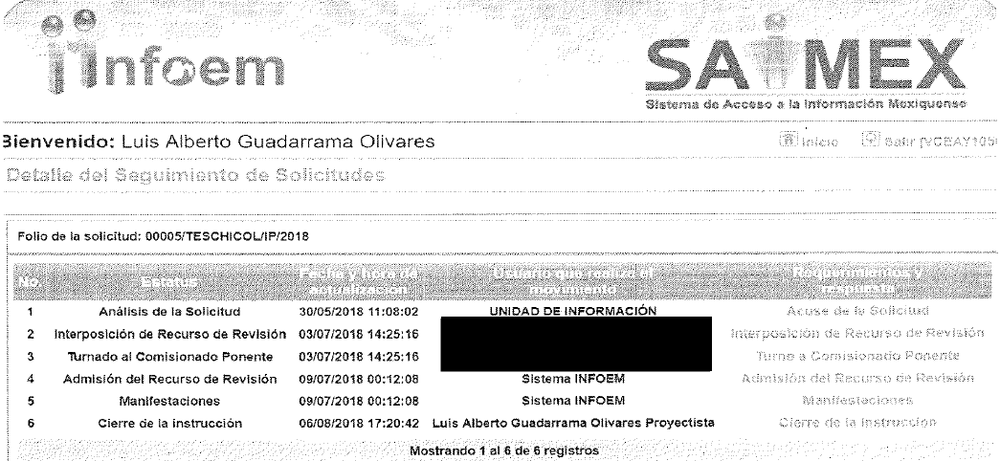 infoem
SAIMEX
Sistema de Acceso a la Información Mexiquense
Bienvenido: Luis Alberto Guadarrama Olivares
Inicio Salir [VCEAY105
Detalle del Seguimiento de Solicitudes
Folio de la solicitud: 00005/TESCHICOL/IP/2018
No. Estatus Fecha y hora de actualización Usuario que realizó el movimiento Requerimientos y respuesta
1 Análisis de la Solicitud 30/05/2018 11:08:02 UNIDAD DE INFORMACIÓN Acuse de la Solicitud
2 Interposición de Recurso de Revisión 03/07/2018 14:25:16 Interposición de Recurso de Revisión
3 Turnado al Comisionado Ponente 03/07/2018 14:25:16 Turno a Comisionado Ponente
4 Admisión del Recurso de Revisión 09/07/2018 00:12:08 Sistema INFOEM Admisión del Recurso de Revisión
5 Manifestaciones 09/07/2018 00:12:08 Sistema INFOEM Manifestaciones
6 Cierre de la instrucción 06/08/2018 17:20:42 Luis Alberto Guadarrama Olivares Proyectista Cierre de la instrucción
Mostrando 1 al 6 de 6 registros